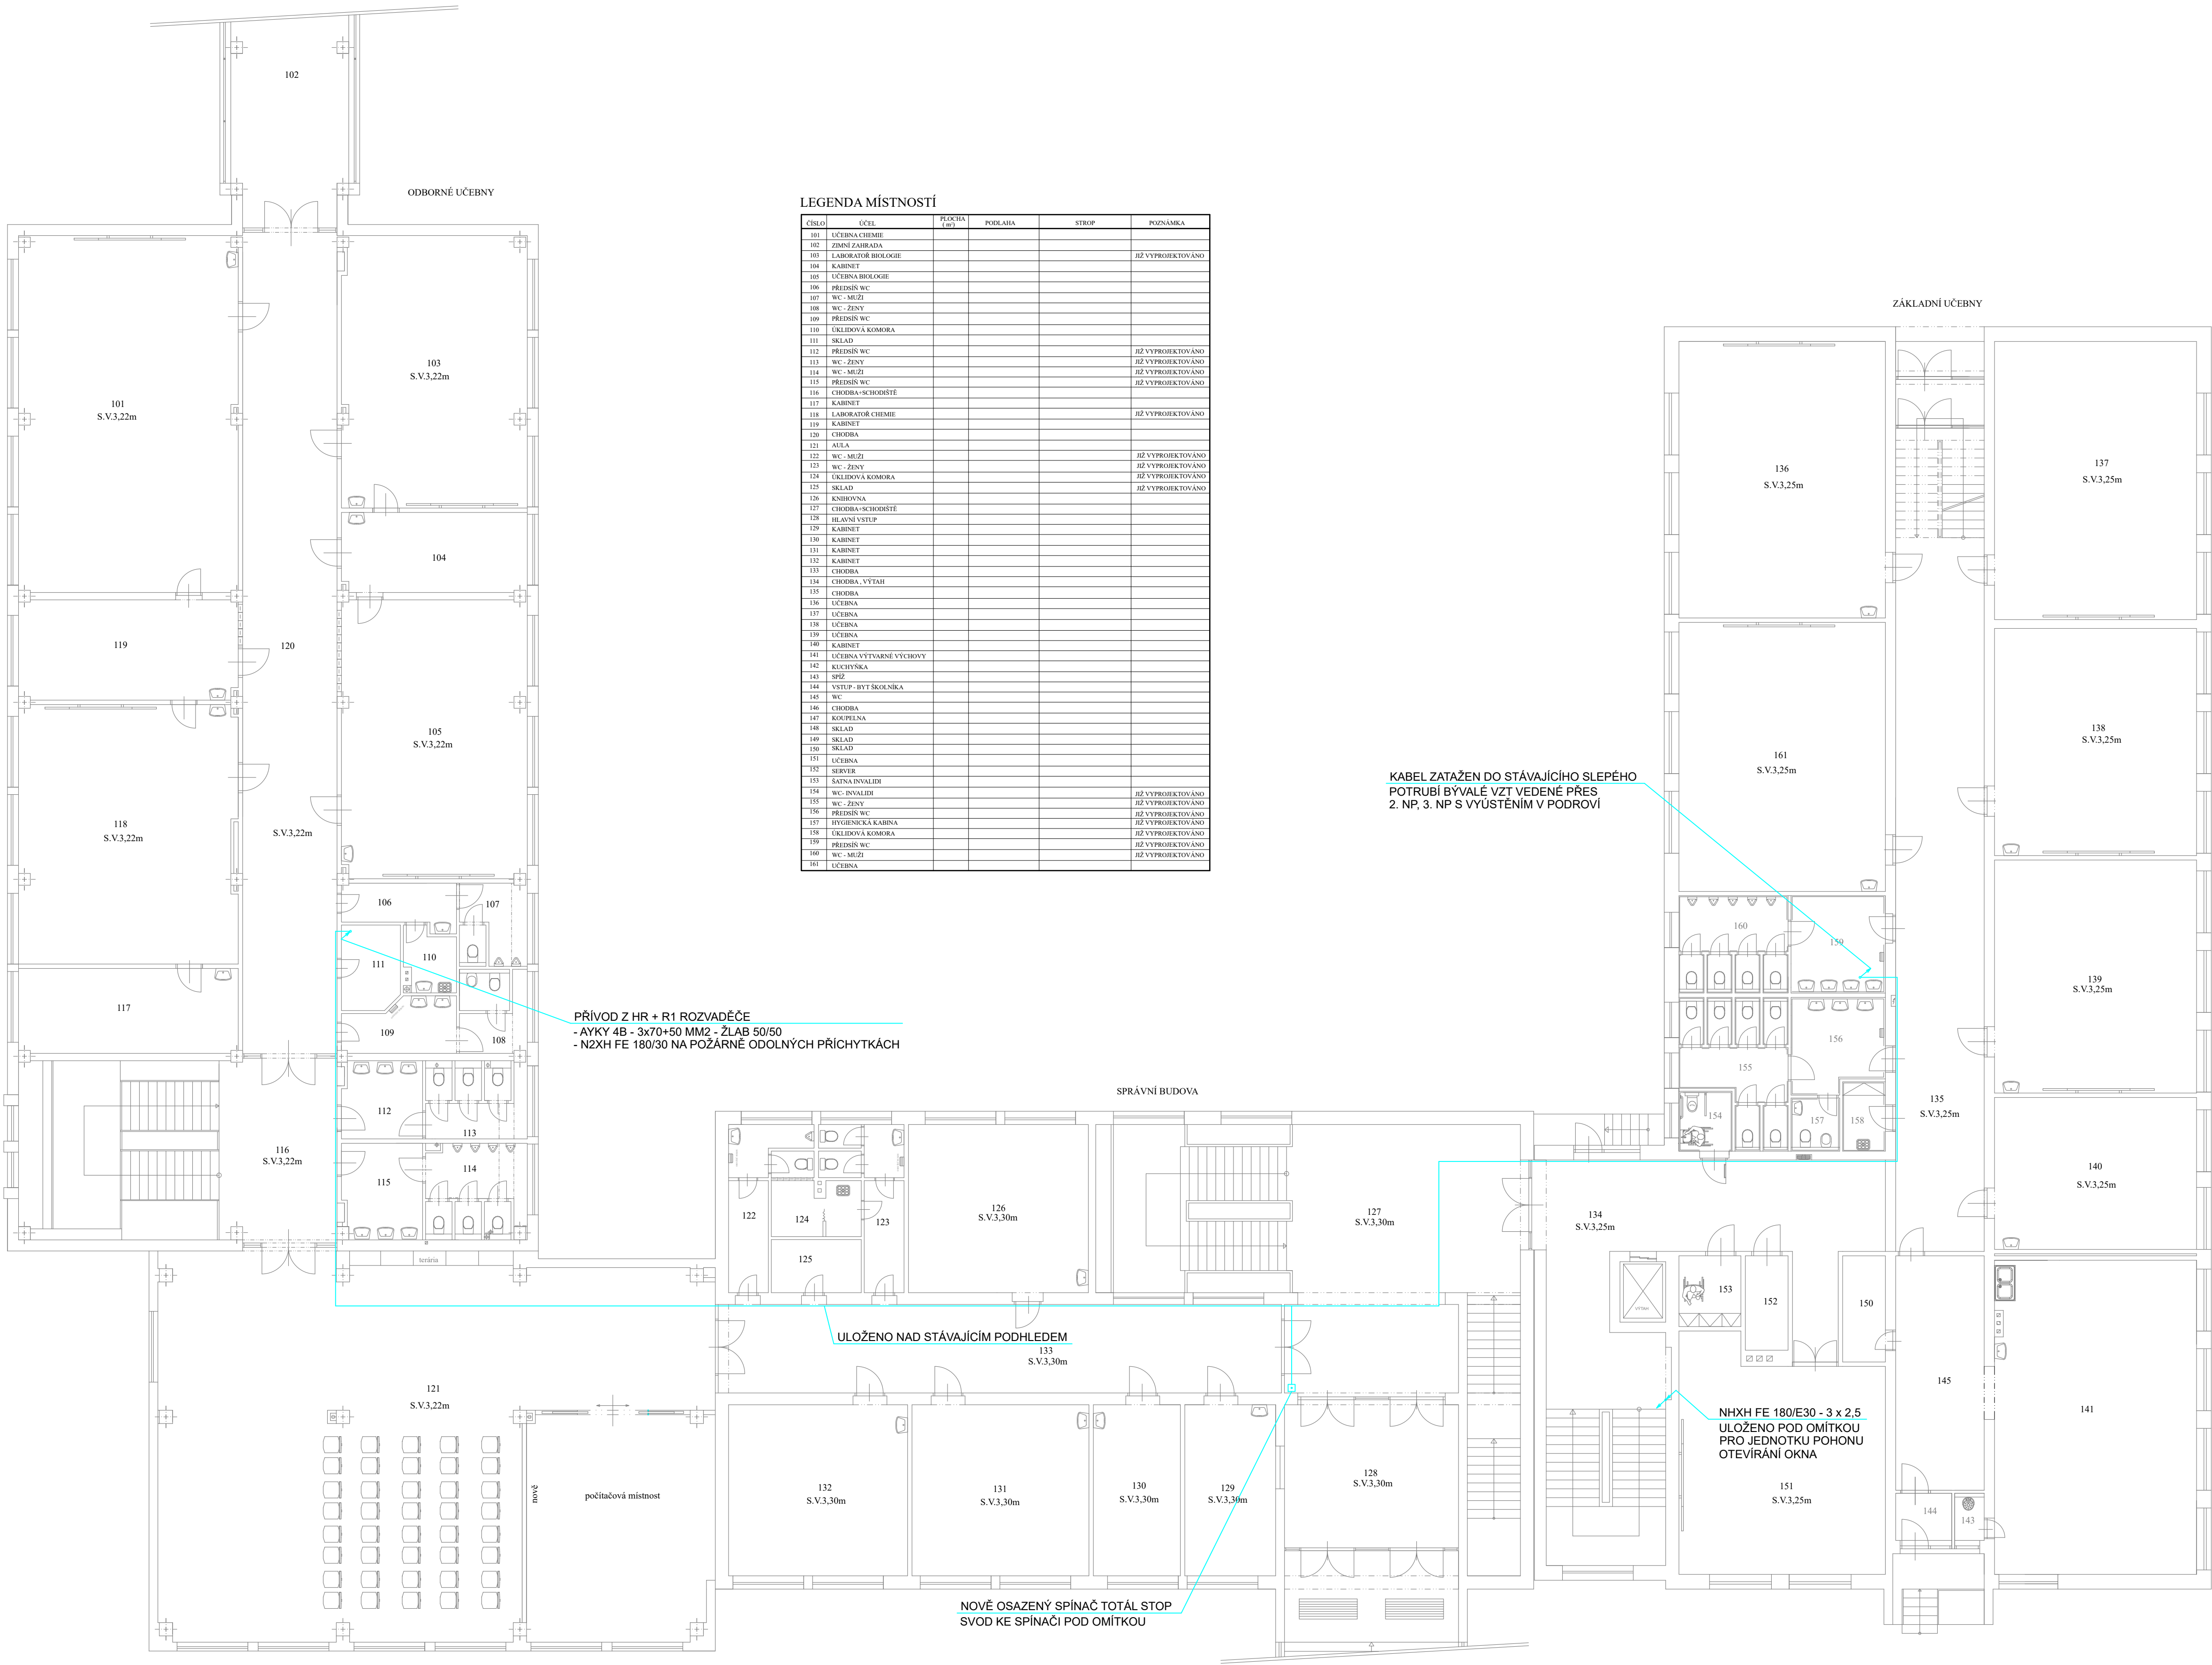 102
ODBORNÉ UČEBNY
LEGENDA MÍSTNOSTÍ
ČÍSLO ÚČEL PLOCHA ( m²) PODLAHA STROP POZNÁMKA
101 UČEBNA CHEMIE
102 ZIMNÍ ZAHRADA
103 LABORATOŘ BIOLOGIE JIŽ VYPROJEKTOVÁNO
104 KABINET
105 UČEBNA BIOLOGIE
106 PŘEDSÍŇ WC
107 WC - MUŽI
108 WC - ŽENY
109 PŘEDSÍŇ WC
110 ÚKLIDOVÁ KOMORA
111 SKLAD
112 PŘEDSÍŇ WC JIŽ VYPROJEKTOVÁNO
113 WC - ŽENY JIŽ VYPROJEKTOVÁNO
114 WC - MUŽI JIŽ VYPROJEKTOVÁNO
115 PŘEDSÍŇ WC JIŽ VYPROJEKTOVÁNO
116 CHODBA+SCHODIŠTĚ
117 KABINET
118 LABORATOŘ CHEMIE JIŽ VYPROJEKTOVÁNO
119 KABINET
120 CHODBA
121 AULA
122 WC - MUŽI JIŽ VYPROJEKTOVÁNO
123 WC - ŽENY JIŽ VYPROJEKTOVÁNO
124 ÚKLIDOVÁ KOMORA JIŽ VYPROJEKTOVÁNO
125 SKLAD JIŽ VYPROJEKTOVÁNO
126 KNIHOVNA
127 CHODBA+SCHODIŠTĚ
128 HLAVNÍ VSTUP
129 KABINET
130 KABINET
131 KABINET
132 KABINET
133 CHODBA
134 CHODBA , VÝTAH
135 CHODBA
136 UČEBNA
137 UČEBNA
138 UČEBNA
139 UČEBNA
140 KABINET
141 UČEBNA VÝTVARNÉ VÝCHOVY
142 KUCHYŇKA
143 SPÍŽ
144 VSTUP - BYT ŠKOLNÍKA
145 WC
146 CHODBA
147 KOUPELNA
148 SKLAD
149 SKLAD
150 SKLAD
151 UČEBNA
152 SERVER
153 ŠATNA INVALIDI
154 WC- INVALIDI JIŽ VYPROJEKTOVÁNO
155 WC - ŽENY JIŽ VYPROJEKTOVÁNO
156 PŘEDSÍŇ WC JIŽ VYPROJEKTOVÁNO
157 HYGIENICKÁ KABINA JIŽ VYPROJEKTOVÁNO
158 ÚKLIDOVÁ KOMORA JIŽ VYPROJEKTOVÁNO
159 PŘEDSÍŇ WC JIŽ VYPROJEKTOVÁNO
160 WC - MUŽI JIŽ VYPROJEKTOVÁNO
161 UČEBNA
ZÁKLADNÍ UČEBNY
103
S.V.3,22m
101
S.V.3,22m
104
119
120
105
S.V.3,22m
118
S.V.3,22m
S.V.3,22m
106
107
111
110
117
109
108
112
113
116
S.V.3,22m
115
114
PŘÍVOD Z HR + R1 ROZVADĚČE
- AYKY 4B - 3x70+50 MM2 - ŽLAB 50/50
- N2XH FE 180/30 NA POŽÁRNĚ ODOLNÝCH PŘÍCHYTKÁCH
136
S.V.3,25m
137
S.V.3,25m
161
S.V.3,25m
138
S.V.3,25m
KABEL ZATAŽEN DO STÁVAJÍCÍHO SLEPÉHO
POTRUBÍ BÝVALÉ VZT VEDENÉ PŘES
2. NP, 3. NP S VYÚSTĚNÍM V PODROVÍ
160
159
139
S.V.3,25m
156
155
154
157
158
135
S.V.3,25m
140
S.V.3,25m
SPRÁVNÍ BUDOVA
122
124
123
125
126
S.V.3,30m
127
S.V.3,30m
134
S.V.3,25m
VÝTAH
153
152
150
145
141
terária
ULOŽENO NAD STÁVAJÍCÍM PODHLEDEM
133
S.V.3,30m
121
S.V.3,22m
nově
počítačová místnost
132
S.V.3,30m
131
S.V.3,30m
130
S.V.3,30m
129
S.V.3,30m
128
S.V.3,30m
NHXH FE 180/E30 - 3 x 2,5
ULOŽENO POD OMÍTKOU
PRO JEDNOTKU POHONU
OTEVÍRÁNÍ OKNA
151
S.V.3,25m
144
143
NOVĚ OSAZENÝ SPÍNAČ TOTÁL STOP
SVOD KE SPÍNAČI POD OMÍTKOU